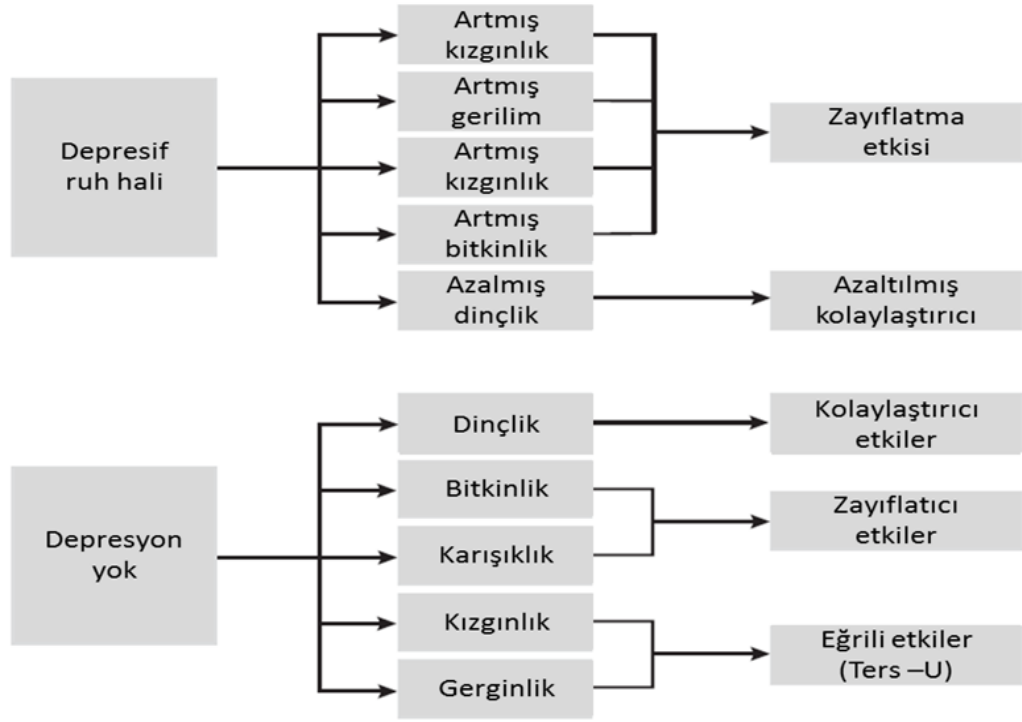 Depresif
ruh hali
Artmış
kızgınlık
Artmış
gerilim
Artmış
kızgınlık
Artmış
bitkinlik
Azalmış
dinçlik
Zayıflatma
etkisi
Azaltılmış
kolaylaştırıcı
Depresyon
yok
Dinçlik
Bitkinlik
Karışıklık
Kızgınlık
Gerginlik
Kolaylaştırıcı
etkiler
Zayıflatıcı
etkiler
Eğrili etkiler
(Ters –U)